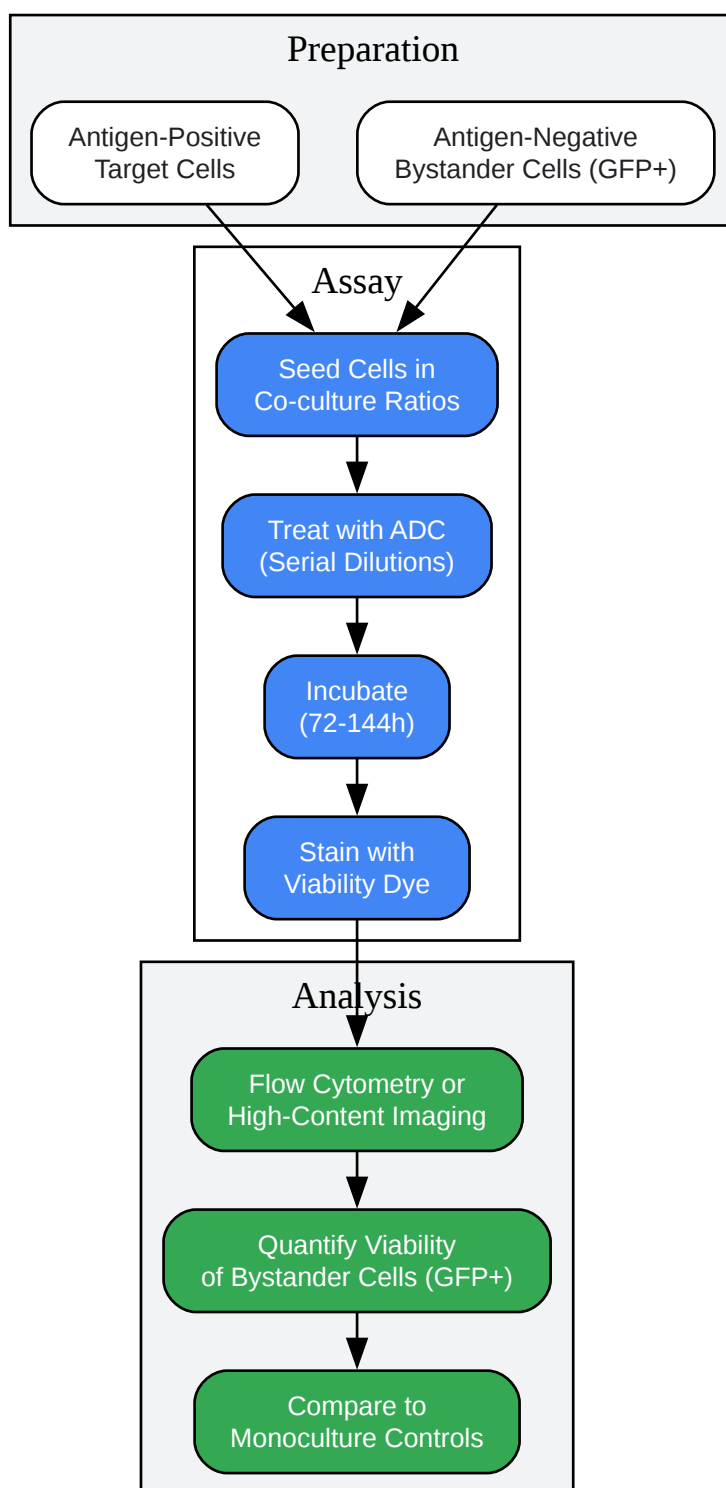 Preparation
Antigen-Positive
Target Cells
Antigen-Negative
Bystander Cells (GFP+)
Assay
Seed Cells in
Co-culture Ratios
Treat with ADC
(Serial Dilutions)
Incubate
(72-144h)
Stain with
Viability Dye
Analysis
Flow Cytometry or
High-Content Imaging
Quantify Viability
of Bystander Cells (GFP+)
Compare to
Monoculture Controls